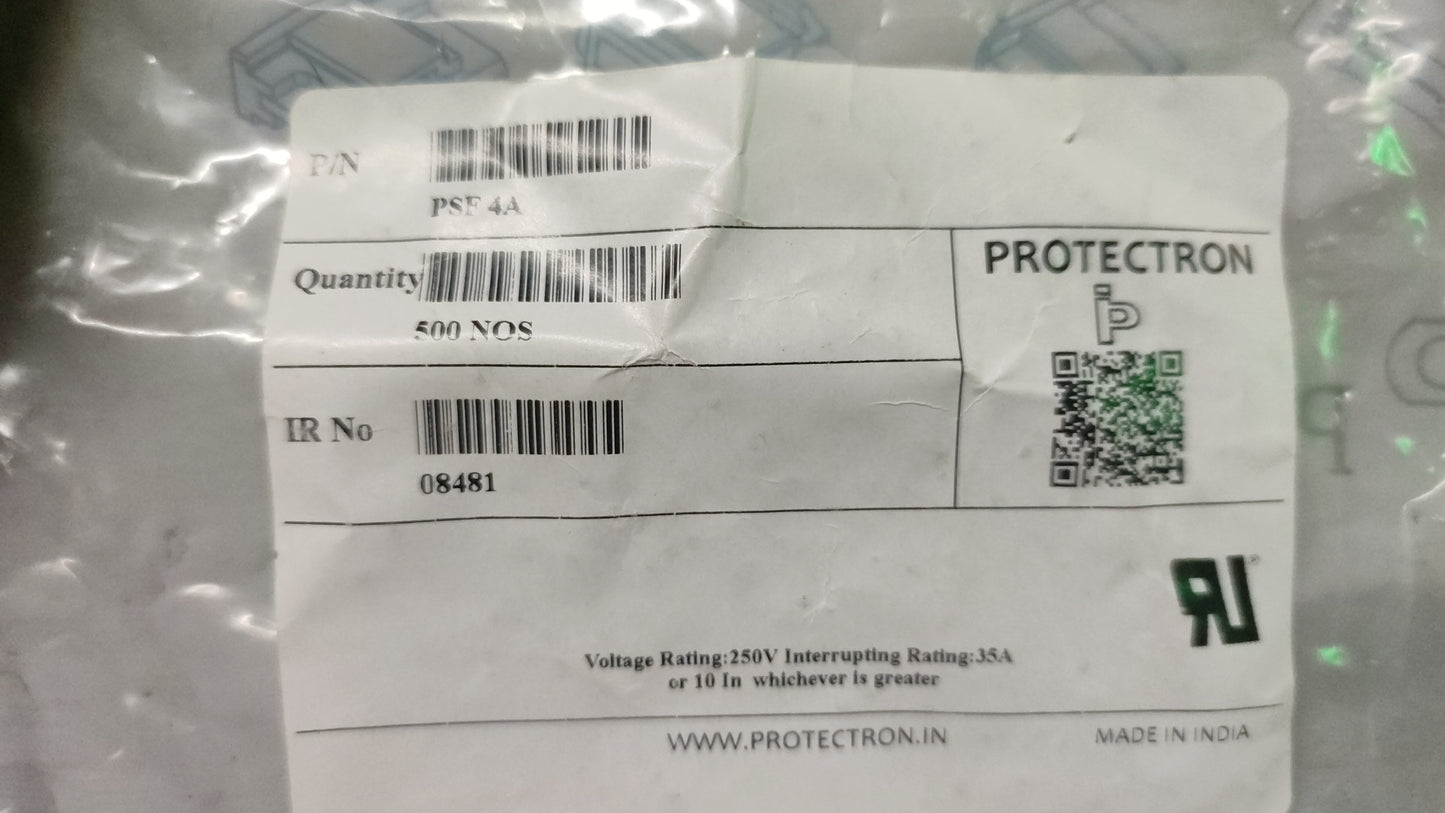 P/N
PSF 4A
Quantity
500 NOS
PROTECTRON
IR No
08481
Voltage Rating:250V Interrupting Rating:35A
or 10 In whichever is greater
WWW.PROTECTRON.IN
MADE IN INDIA